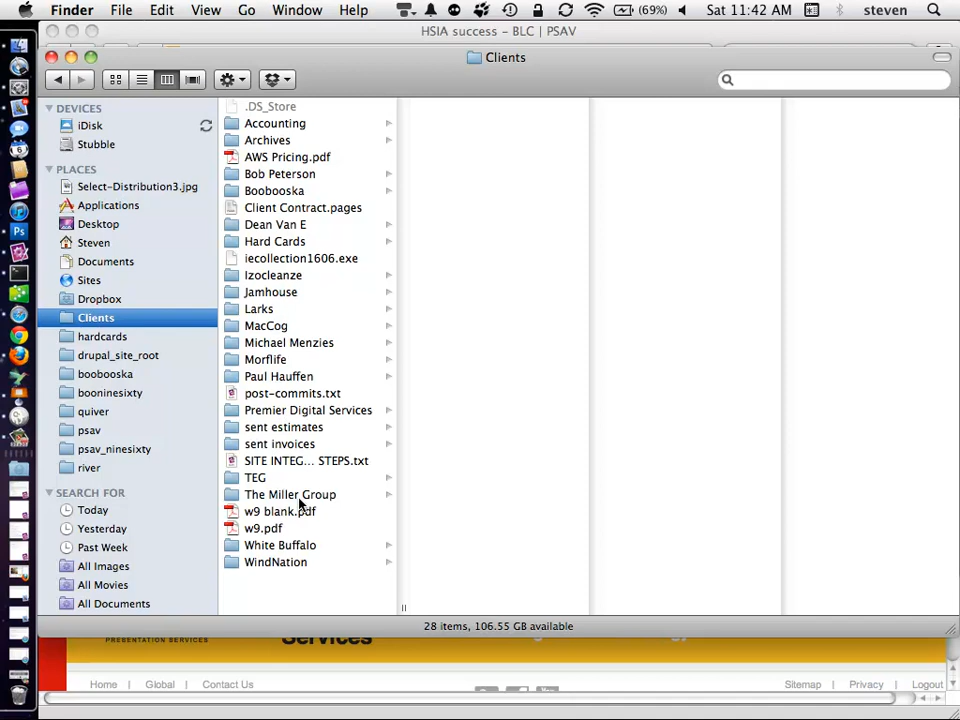 Finder File Edit View Go Window Help (69%) Sat 11:42 AM steven
HSIA success - BLC | PSAV
Clients
DEVICES
iDisk
Stubble
PLACES
Select-Distribution3.jpg
Applications
Desktop
Steven
Documents
Sites
Dropbox
Clients
hardcards
drupal_site_root
boobooska
booninesixty
quiver
psav
psav_ninesixty
river
SEARCH FOR
Today
Yesterday
Past Week
All Images
All Movies
All Documents
.DS_Store
Accounting
Archives
AWS Pricing.pdf
Bob Peterson
Boobooska
Client Contract.pages
Dean Van E
Hard Cards
iecollection1606.exe
Izocleanze
Jamhouse
Larks
MacCog
Michael Menzies
Morflife
Paul Hauffen
post-commits.txt
Premier Digital Services
sent estimates
sent invoices
SITE INTEG... STEPS.txt
TEG
The Miller Group
w9 blank.pdf
w9.pdf
White Buffalo
WindNation
28 items, 106.55 GB available
PRESENTATION SERVICES
Services
Home | Global | Contact Us
Sitemap | Privacy | Logout